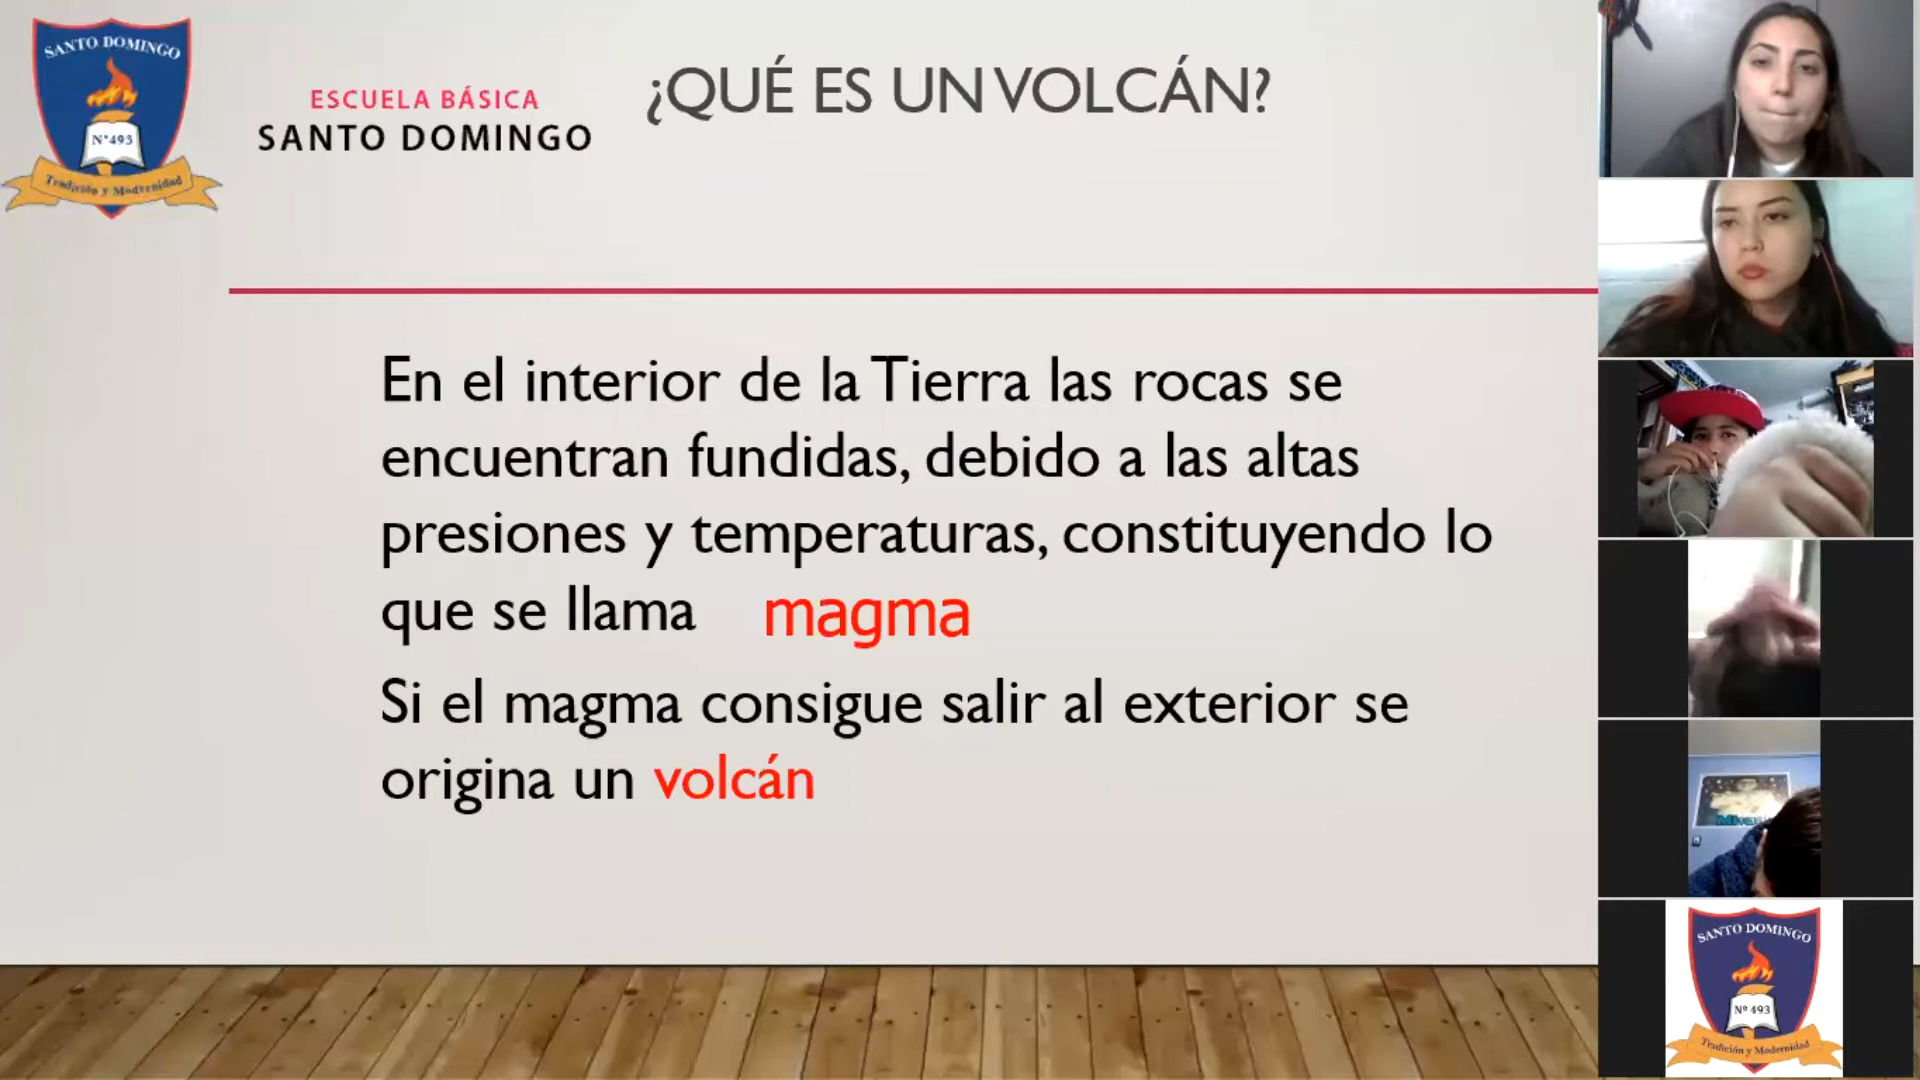 SANTO DOMINGO
N°493
Tradición y Modernidad
ESCUELA BÁSICA
SANTO DOMINGO
¿QUÉ ES UN VOLCÁN?
En el interior de la Tierra las rocas se
encuentran fundidas, debido a las altas
presiones y temperaturas, constituyendo lo
que se llama magma
Si el magma consigue salir al exterior se
origina un volcán
SANTO DOMINGO
Nº 493
Tradición y Modernidad